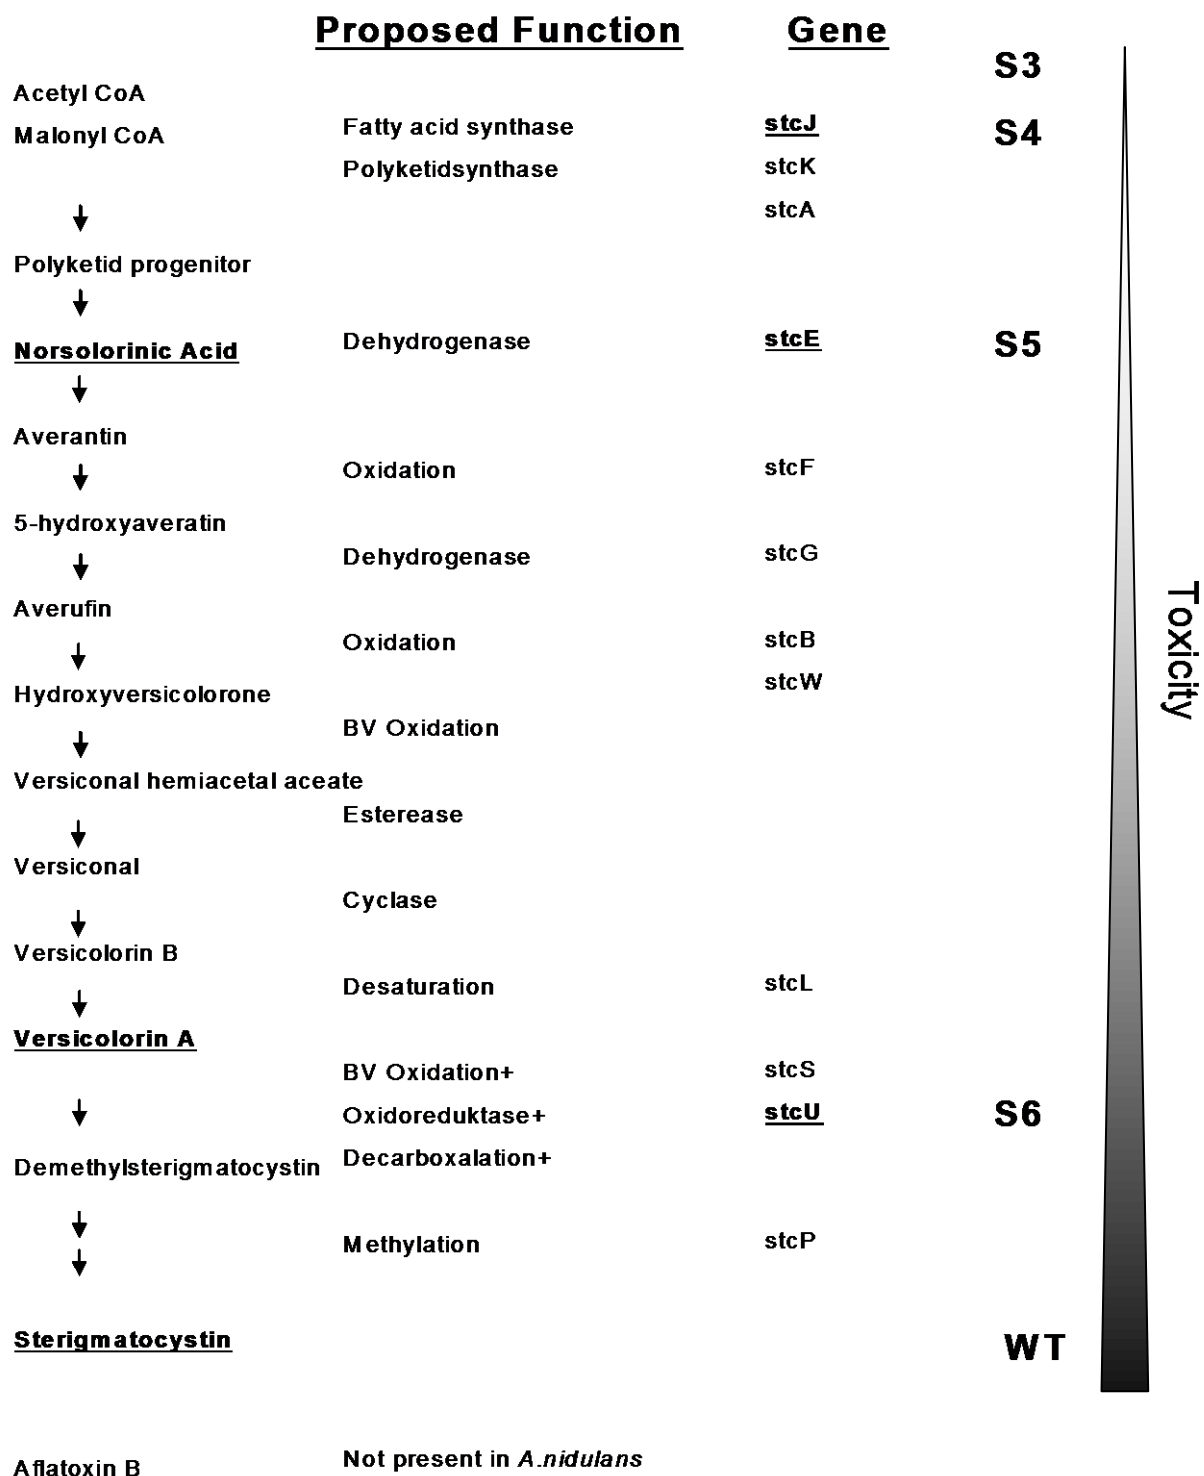 Proposed Function Gene
S3
Acetyl CoA
Malonyl CoA Fatty acid synthase stcJ S4
Polyketidsynthase stcK
stcA
Polyketid progenitor
Norsolorinic Acid Dehydrogenase stcE S5
Averantin
Oxidation stcF
5-hydroxyaveratin
Dehydrogenase stcG
Averufin
Oxidation stcB
Hydroxyversicolorone stcW
BV Oxidation
Versiconal hemiacetal aceate
Esterease
Versiconal
Cyclase
Versicolorin B
Desaturation stcL
Versicolorin A
BV Oxidation+ stcS
Oxidoreduktase+ stcU S6
Demethylsterigmatocystin Decarboxalation+
Methylation stcP
Sterigmatocystin WT
Aflatoxin B Not present in A.nidulans
Toxicity